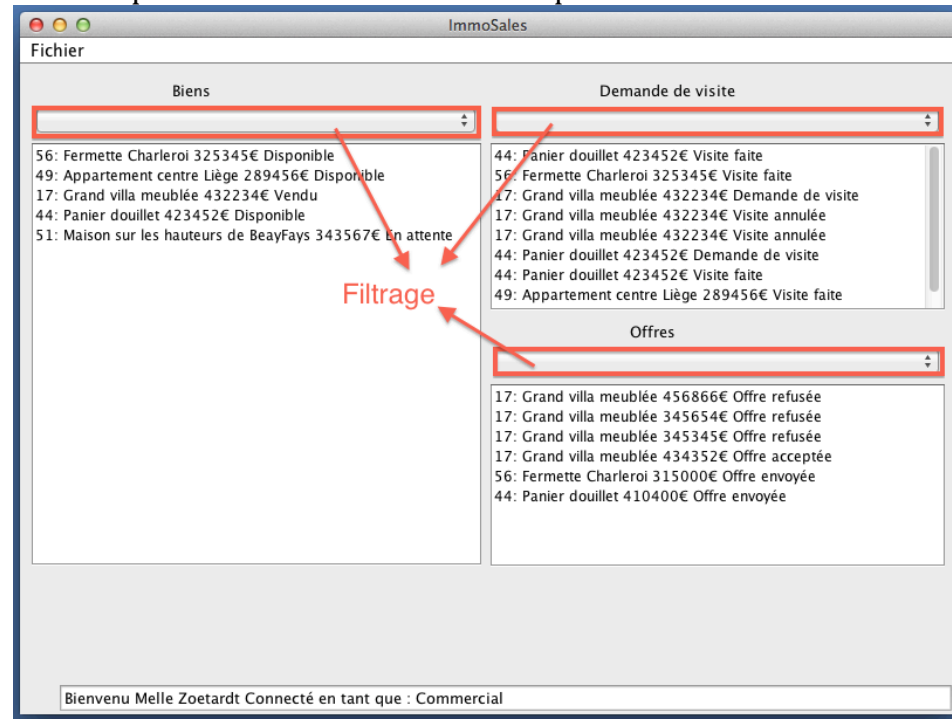 ImmoSales
Fichier
Biens
56: Fermette Charleroi 325345€ Disponible
49: Appartement centre Liège 289456€ Disponible
17: Grand villa meublée 432234€ Vendu
44: Panier douillet 423452€ Disponible
51: Maison sur les hauteurs de BeayFays 343567€ En attente
Filtrage
Demande de visite
44: Panier douillet 423452€ Visite faite
56: Fermette Charleroi 325345€ Visite faite
17: Grand villa meublée 432234€ Demande de visite
17: Grand villa meublée 432234€ Visite annulée
17: Grand villa meublée 432234€ Visite annulée
44: Panier douillet 423452€ Demande de visite
44: Panier douillet 423452€ Visite faite
49: Appartement centre Liège 289456€ Visite faite
Offres
17: Grand villa meublée 456866€ Offre refusée
17: Grand villa meublée 345654€ Offre refusée
17: Grand villa meublée 345345€ Offre refusée
17: Grand villa meublée 434352€ Offre acceptée
56: Fermette Charleroi 315000€ Offre envoyée
44: Panier douillet 410400€ Offre envoyée
Bienvenu Melle Zoetardt Connecté en tant que : Commercial